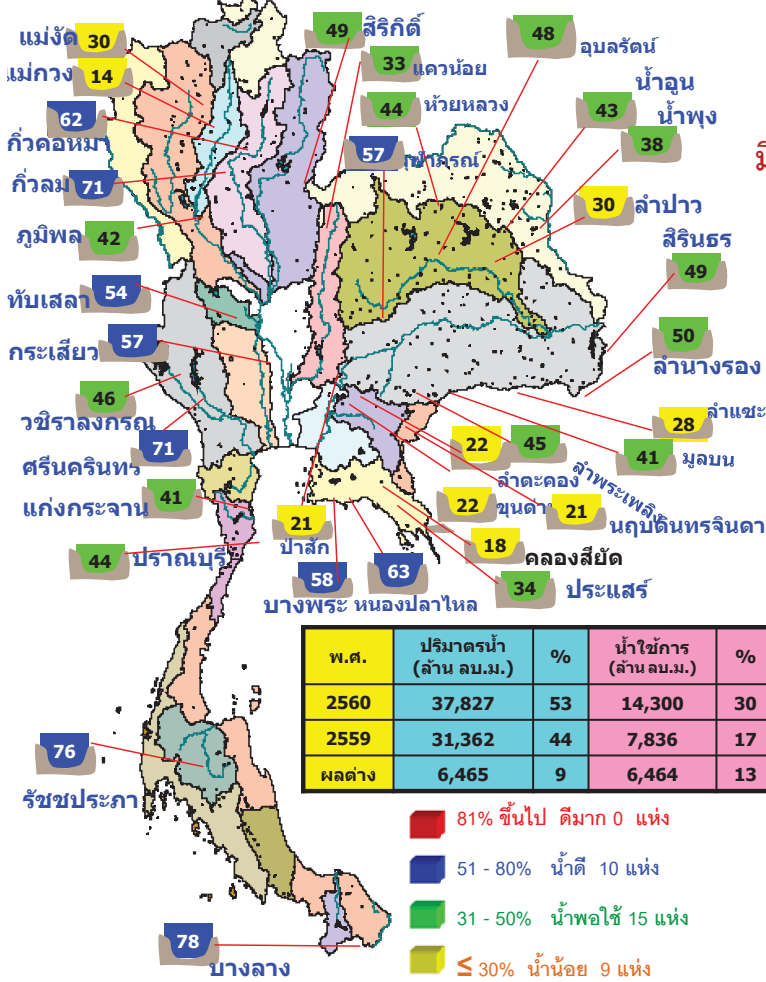 แม่งัด 30
49 สิริกิติ์
48 อุบลรัตน์
แม่กวง 14
33 แควน้อย
น้ำอูน
43
44 ห้วยหลวง
น้ำพุง
38
62
กิ่วคอหมา
57
มิ
กิ่วลม 71
30 ลำปาว
ภูมิพล 42
สิรินธร
49
ทับเสลา 54
50
ลำนางรอง
กระเสียว 57
46
28 ลำแชะ
วชิราลงกรณ
71
22 45 41 มูลบน
ศรีนครินทร์
ลำตะคอง
ลำพระเพลิง
แก่งกระจาน 41
22 ขุนด่าน
21 นฤบดินทรจินดา
21
ป่าสัก
44 ปราณบุรี
18 คลองสียัด
58 63
34 ประแสร์
บางพระ หนองปลาไหล
พ.ศ. ปริมาตรน้ำ (ล้าน ลบ.ม.) % น้ำใช้การ (ล้าน ลบ.ม.) %
2560 37,827 53 14,300 30
2559 31,362 44 7,836 17
ผลต่าง 6,465 9 6,464 13
76
รัชชประภา
81% ขึ้นไป ดีมาก 0 แห่ง
51 - 80% น้ำดี 10 แห่ง
31 - 50% น้ำพอใช้ 15 แห่ง
≤ 30% น้ำน้อย 9 แห่ง
78
บางลาง